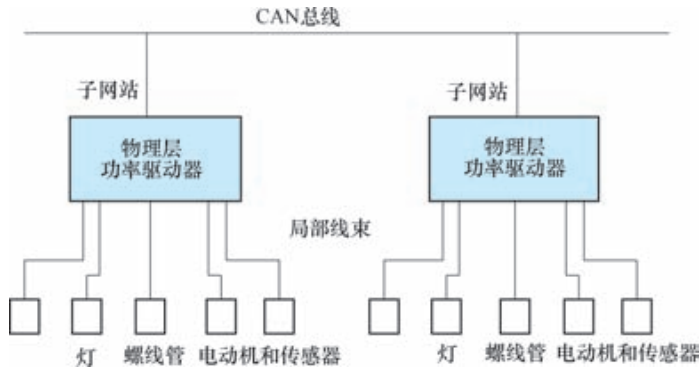 CAN总线
子网站
子网站
物理层
功率驱动器
物理层
功率驱动器
局部线束
灯 螺线管 电动机和传感器
灯 螺线管 电动机和传感器